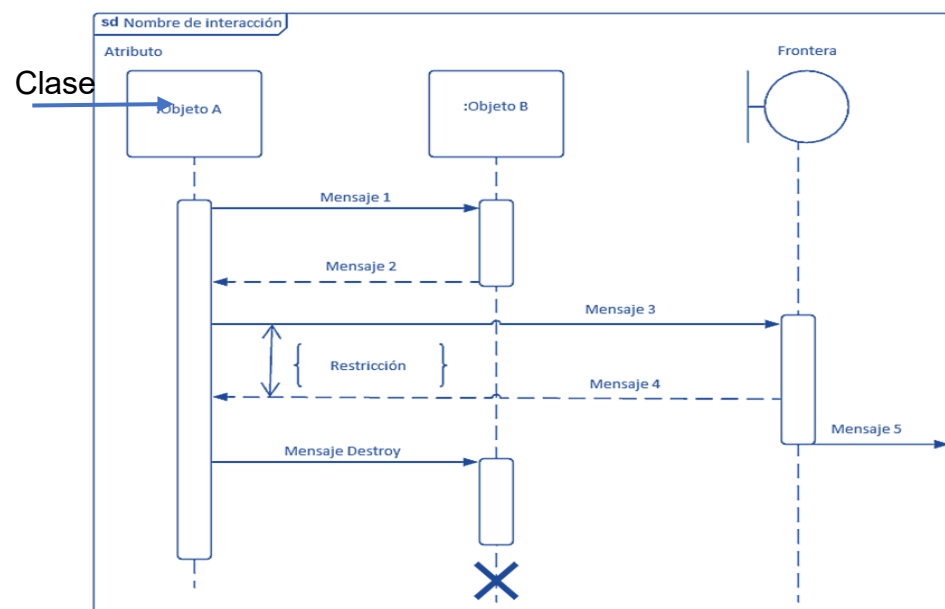 sd Nombre de interacción
Atributo
Frontera
Clase
:Objeto A
:Objeto B
Mensaje 1
Mensaje 2
Mensaje 3
{ Restricción }
Mensaje 4
Mensaje 5
Mensaje Destroy